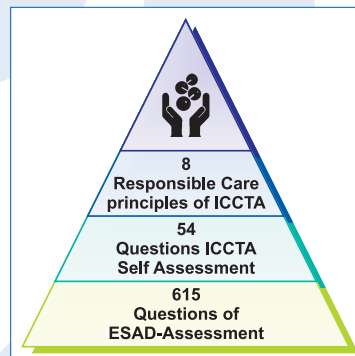 8
Responsible Care
principles of ICCTA
54
Questions ICCTA
Self Assessment
615
Questions of
ESAD-Assessment